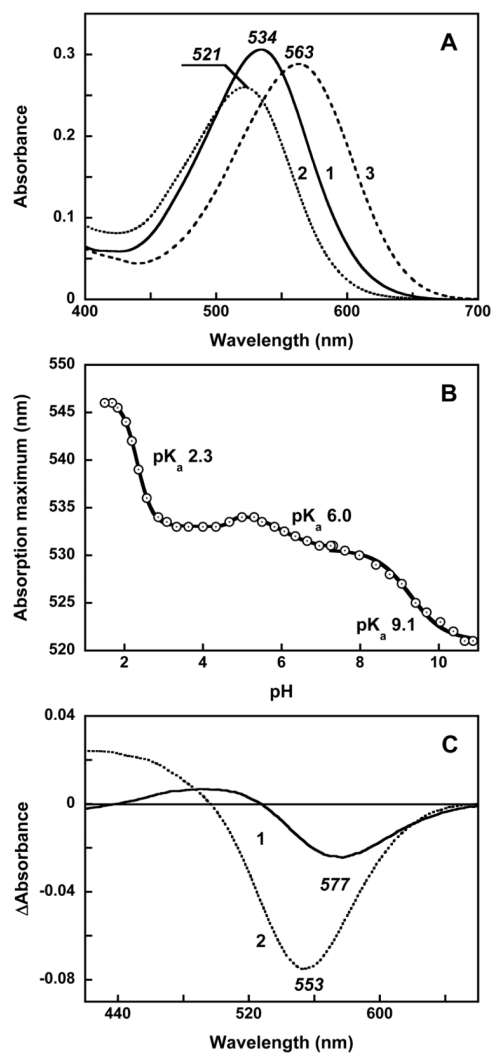 A
534
563
521
0.3
0.2
0.1
0
Absorbance
2 1 3
400 500 600 700
Wavelength (nm)
B
550
545
540
535
530
525
520
Absorption maximum (nm)
pKa 2.3
pKa 6.0
pKa 9.1
2 4 6 8 10
pH
C
0.04
0
-0.04
-0.08
ΔAbsorbance
1
577
2
553
440 520 600
Wavelength (nm)